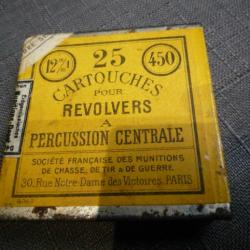 12 m/m 25 450
CARTOUCHES
POUR
REVOLVERS
A
PERCUSSION CENTRALE
SOCIÉTÉ FRANÇAISE DES MUNITIONS
DE CHASSE, DE TIR & DE GUERRE
30, Rue Notre-Dame des Victoires, PARIS